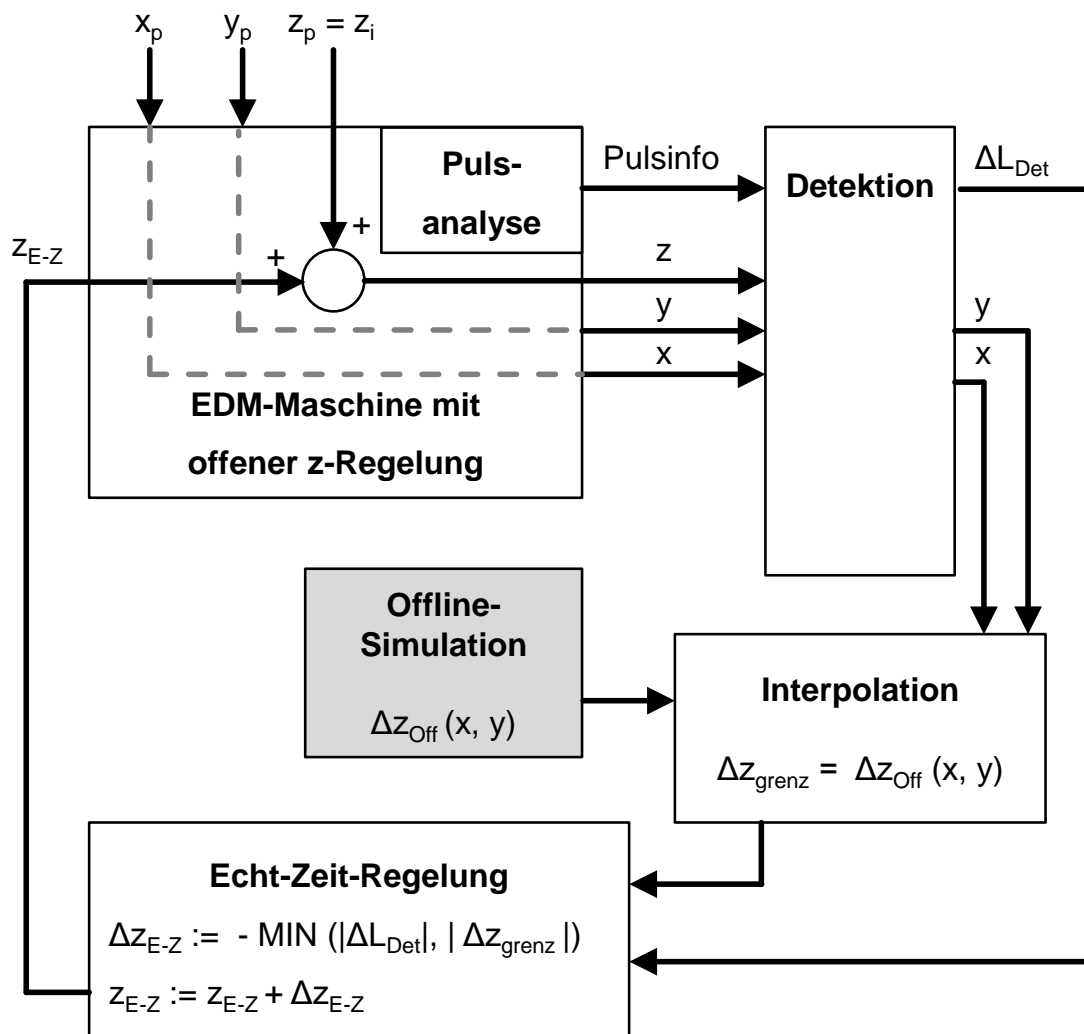 x_p
y_p
z_p = z_i
Puls-
analyse
Pulsinfo
Detektion
ΔL_Det
+
+
z_E-Z
z
y
x
y
x
EDM-Maschine mit
offener z-Regelung
Offline-
Simulation
Δz_Off (x, y)
Interpolation
Δz_grenz = Δz_Off (x, y)
Echt-Zeit-Regelung
Δz_E-Z := - MIN (|ΔL_Det|, | Δz_grenz |)
z_E-Z := z_E-Z + Δz_E-Z